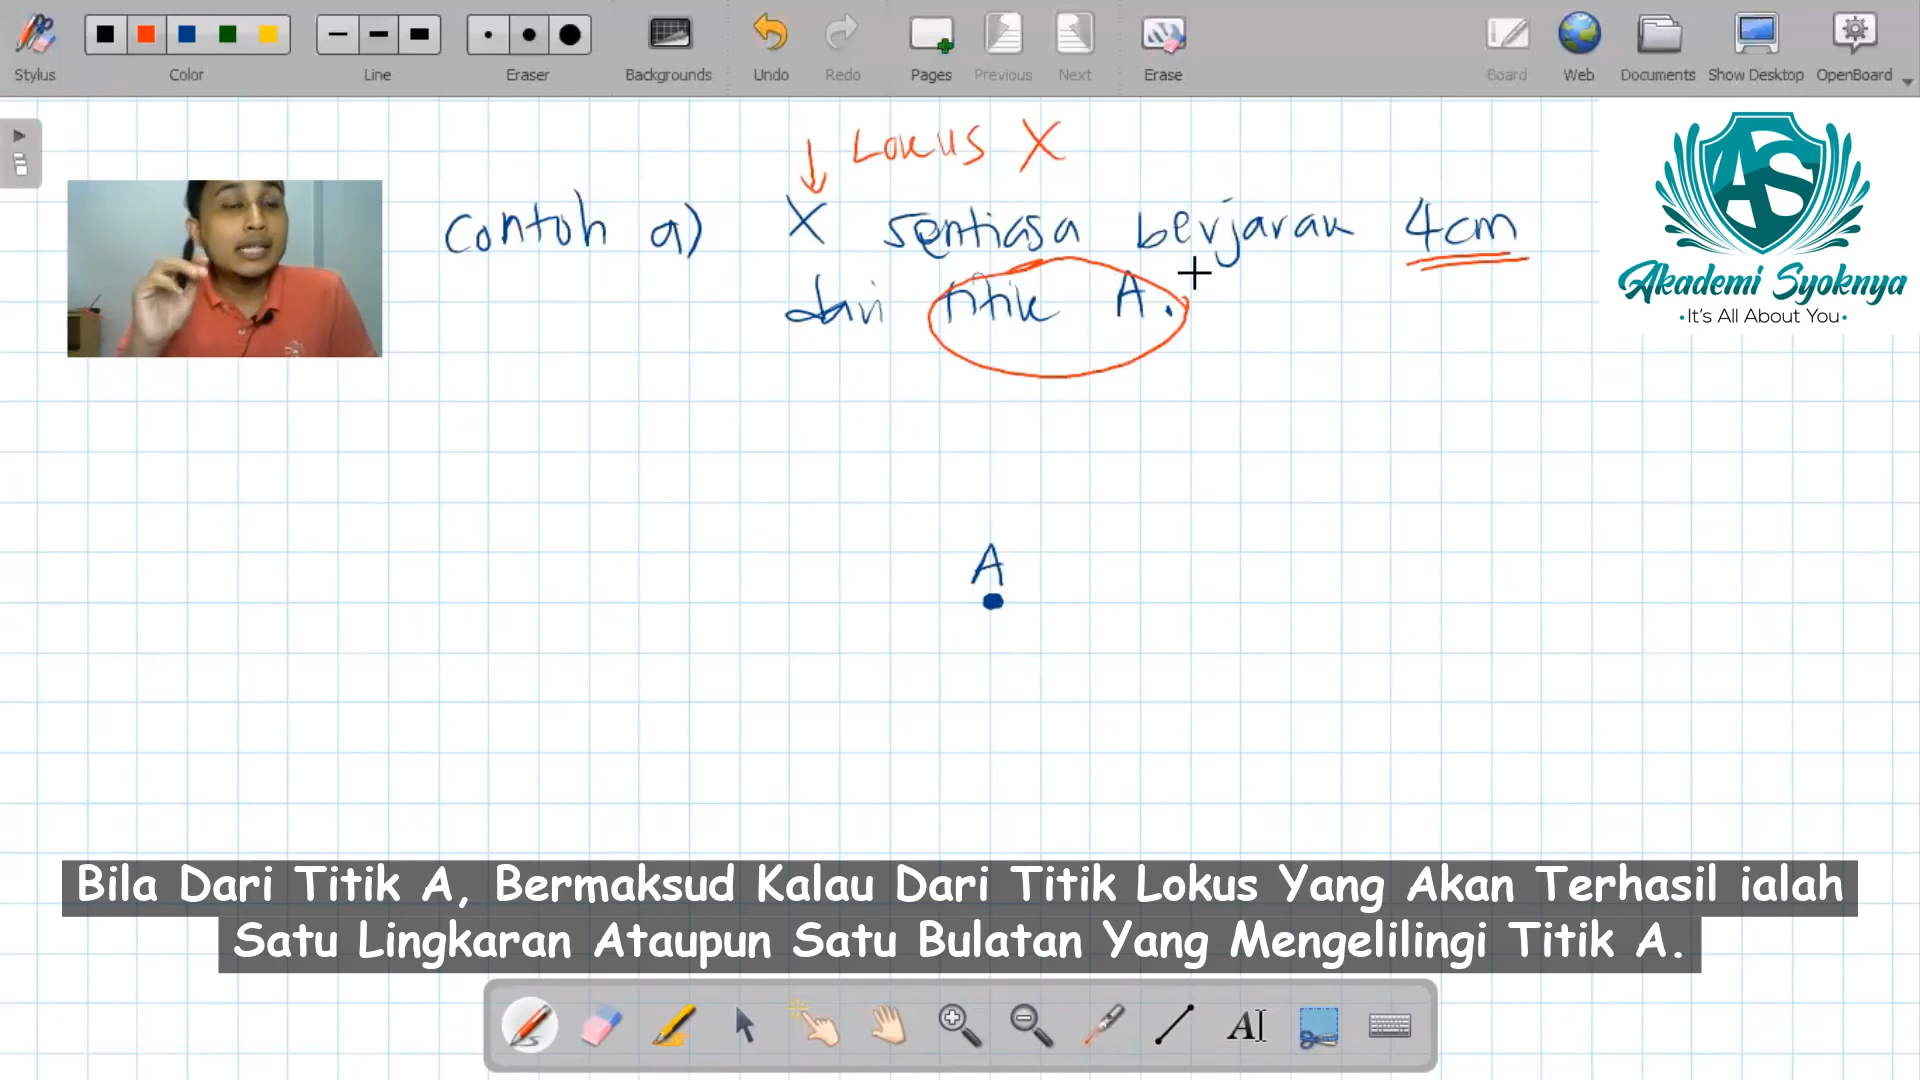 Stylus
Color
Line
Eraser
Backgrounds
Undo
Redo
Pages
Previous
Next
Erase
Board
Web
Documents
Show Desktop
OpenBoard
Lokus X
Contoh a) X sentiasa berjarak 4cm
dari titik A.
A
AS
Akademi Syoknya
•It's All About You•
Bila Dari Titik A, Bermaksud Kalau Dari Titik Lokus Yang Akan Terhasil ialah
Satu Lingkaran Ataupun Satu Bulatan Yang Mengelilingi Titik A.